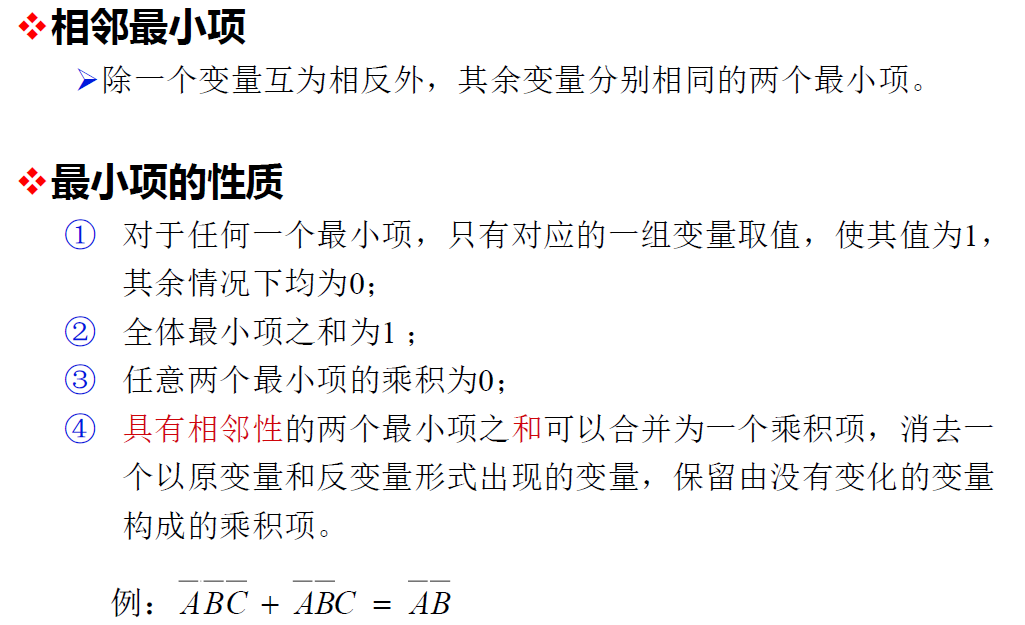 ❖相邻最小项
➢除一个变量互为相反外，其余变量分别相同的两个最小项。
❖最小项的性质
① 对于任何一个最小项，只有对应的一组变量取值，使其值为1，
其余情况下均为0；
② 全体最小项之和为1；
③ 任意两个最小项的乘积为0；
④ 具有相邻性的两个最小项之和可以合并为一个乘积项，消去一
个以原变量和反变量形式出现的变量，保留由没有变化的变量
构成的乘积项。
例： A̅B̅C̅ + A̅B̅C = A̅B̅